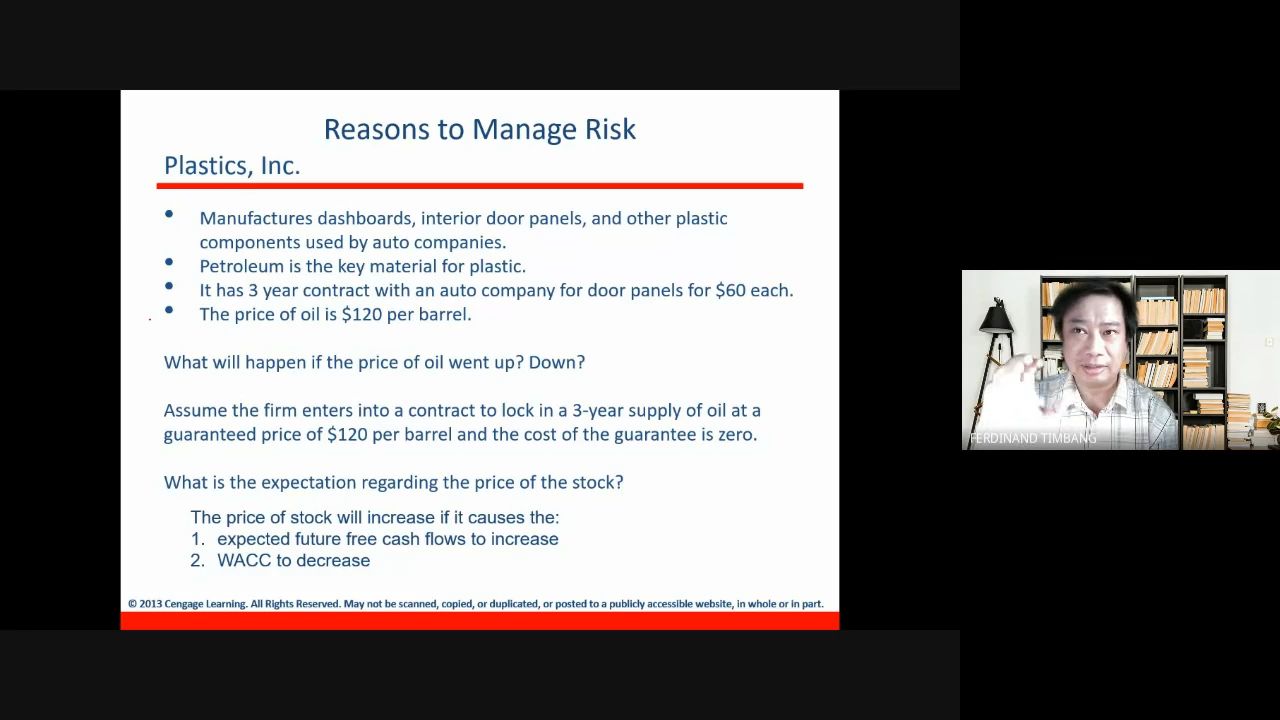 Reasons to Manage Risk
Plastics, Inc.
• Manufactures dashboards, interior door panels, and other plastic
components used by auto companies.
• Petroleum is the key material for plastic.
• It has 3 year contract with an auto company for door panels for $60 each.
. • The price of oil is $120 per barrel.
What will happen if the price of oil went up? Down?
Assume the firm enters into a contract to lock in a 3-year supply of oil at a
guaranteed price of $120 per barrel and the cost of the guarantee is zero.
What is the expectation regarding the price of the stock?
The price of stock will increase if it causes the:
1. expected future free cash flows to increase
2. WACC to decrease
© 2013 Cengage Learning. All Rights Reserved. May not be scanned, copied, or duplicated, or posted to a publicly accessible website, in whole or in part.
FERDINAND TIMBANG